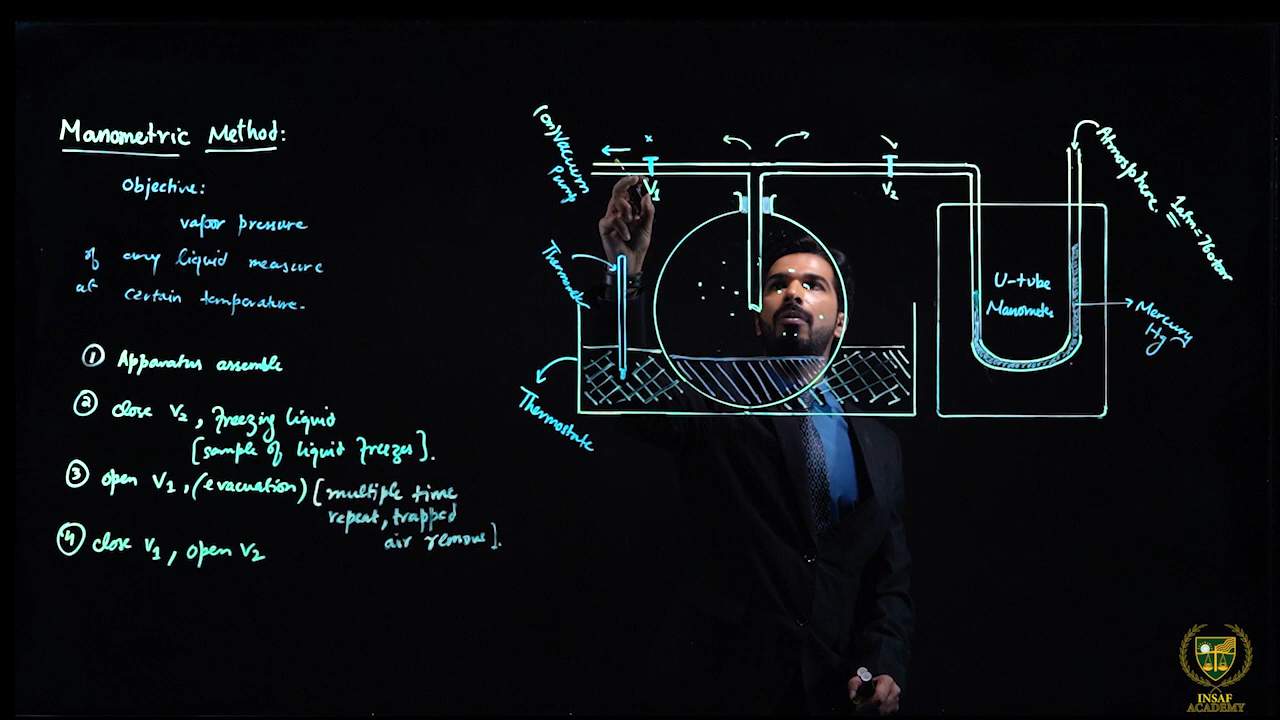 Manometric Method:
Objective:
vapor pressure
of any liquid measure
at certain temperature.
① Apparatus assemble
② close V2, freezing liquid
[sample of liquid freezes].
③ open V1, (evacuation) [multiple time
repeat, trapped
air remove].
④ close V1, open V2
(on) Vacuum
Pump
x
V1
V2
Thermometer
Thermostate
Atmosphere. 1atm=760torr
U-tube
Manometer
Mercury
Hg
INSAF
ACADEMY